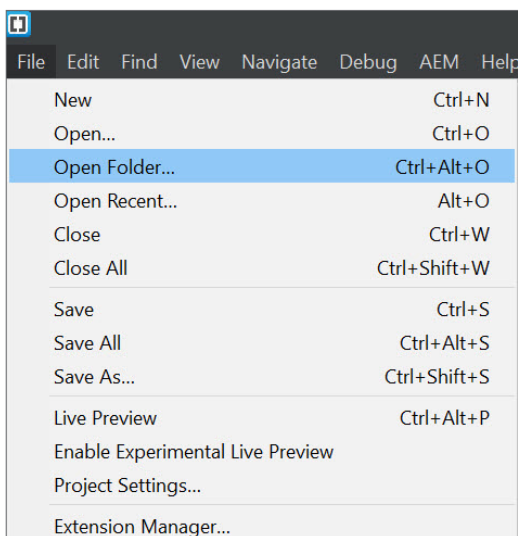 File Edit Find View Navigate Debug AEM Help
New Ctrl+N
Open... Ctrl+O
Open Folder... Ctrl+Alt+O
Open Recent... Alt+O
Close Ctrl+W
Close All Ctrl+Shift+W
Save Ctrl+S
Save All Ctrl+Alt+S
Save As... Ctrl+Shift+S
Live Preview Ctrl+Alt+P
Enable Experimental Live Preview
Project Settings...
Extension Manager...